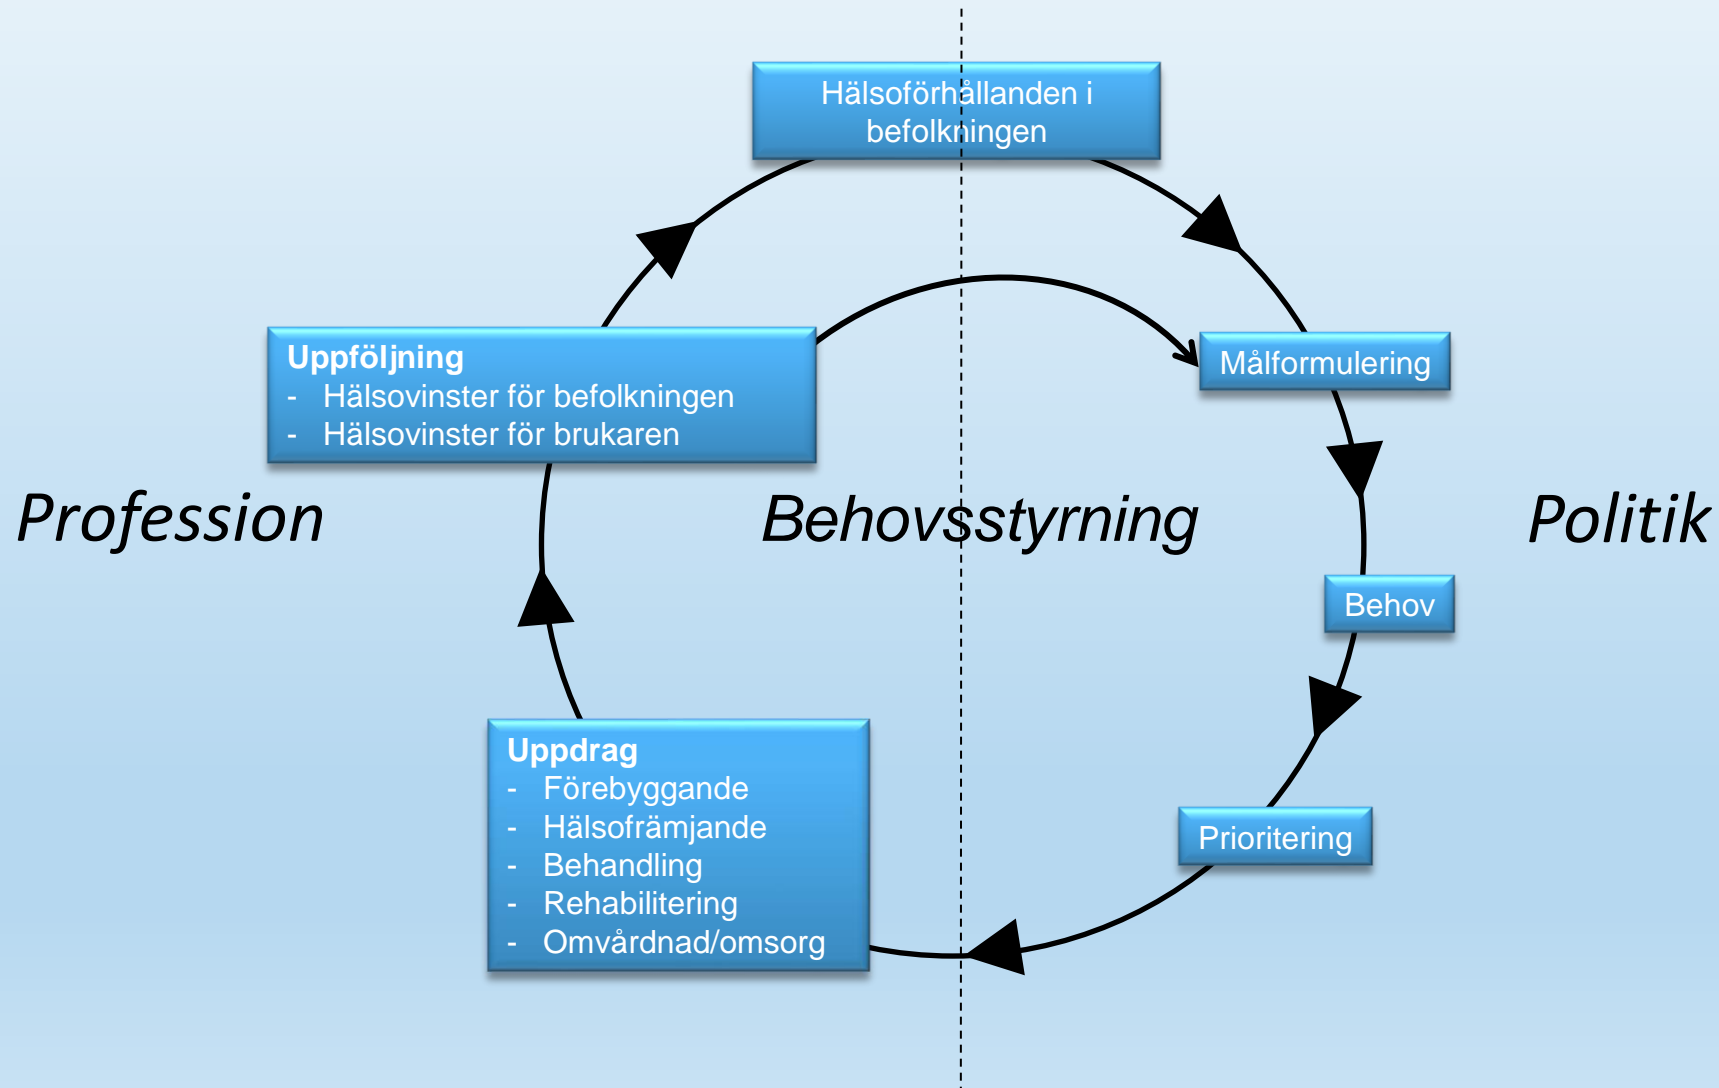 Hälsoförhållanden i
befolkningen
Uppföljning
- Hälsovinster för befolkningen
- Hälsovinster för brukaren
Målformulering
Profession
Behovsstyrning
Politik
Behov
Uppdrag
- Förebyggande
- Hälsofrämjande
- Behandling
- Rehabilitering
- Omvårdnad/omsorg
Prioritering